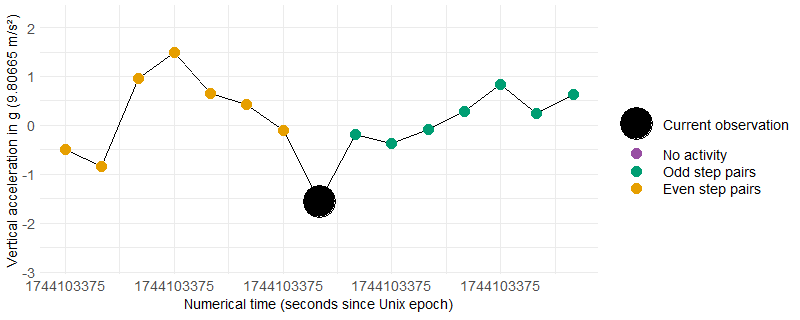 Vertical acceleration in g (9.80665 m/s²)
2
1
0
-1
-2
-3
1744103375 1744103375 1744103375 1744103375 1744103375
Numerical time (seconds since Unix epoch)
Current observation
No activity
Odd step pairs
Even step pairs